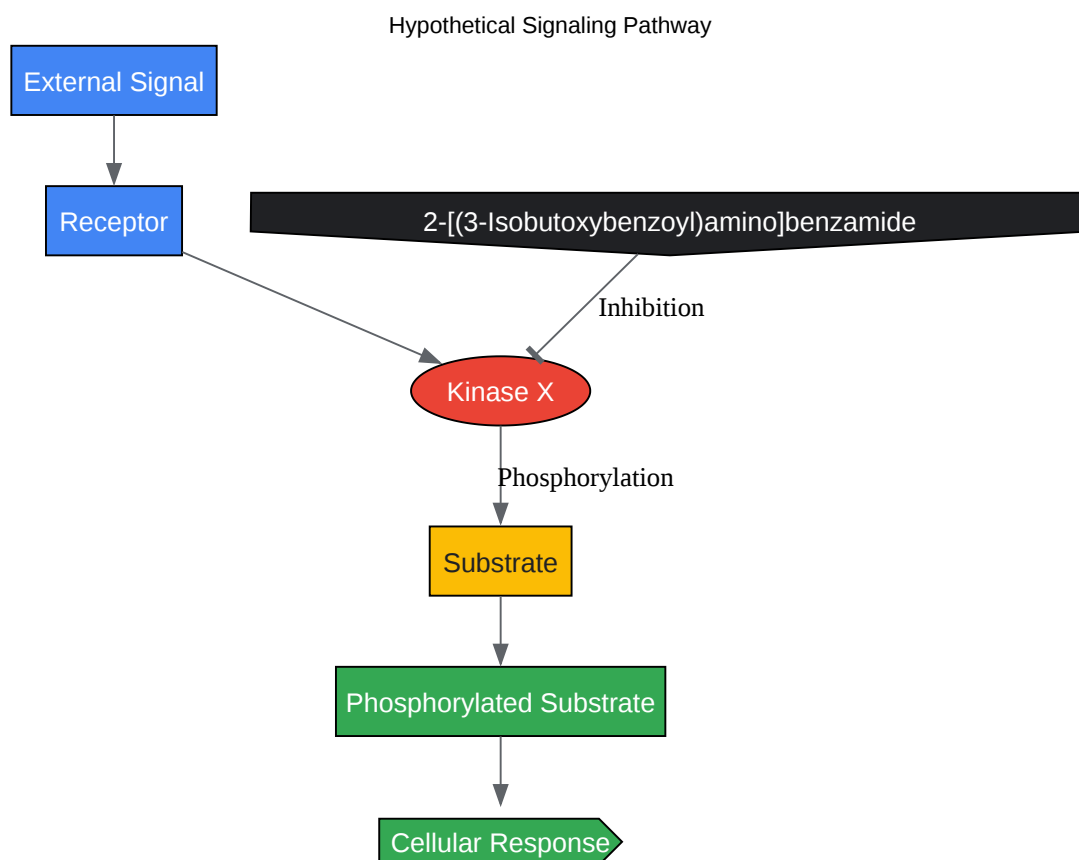 Hypothetical Signaling Pathway
External Signal
Receptor
2-[(3-Isobutoxybenzoyl)amino]benzamide
Inhibition
Kinase X
Phosphorylation
Substrate
Phosphorylated Substrate
Cellular Response